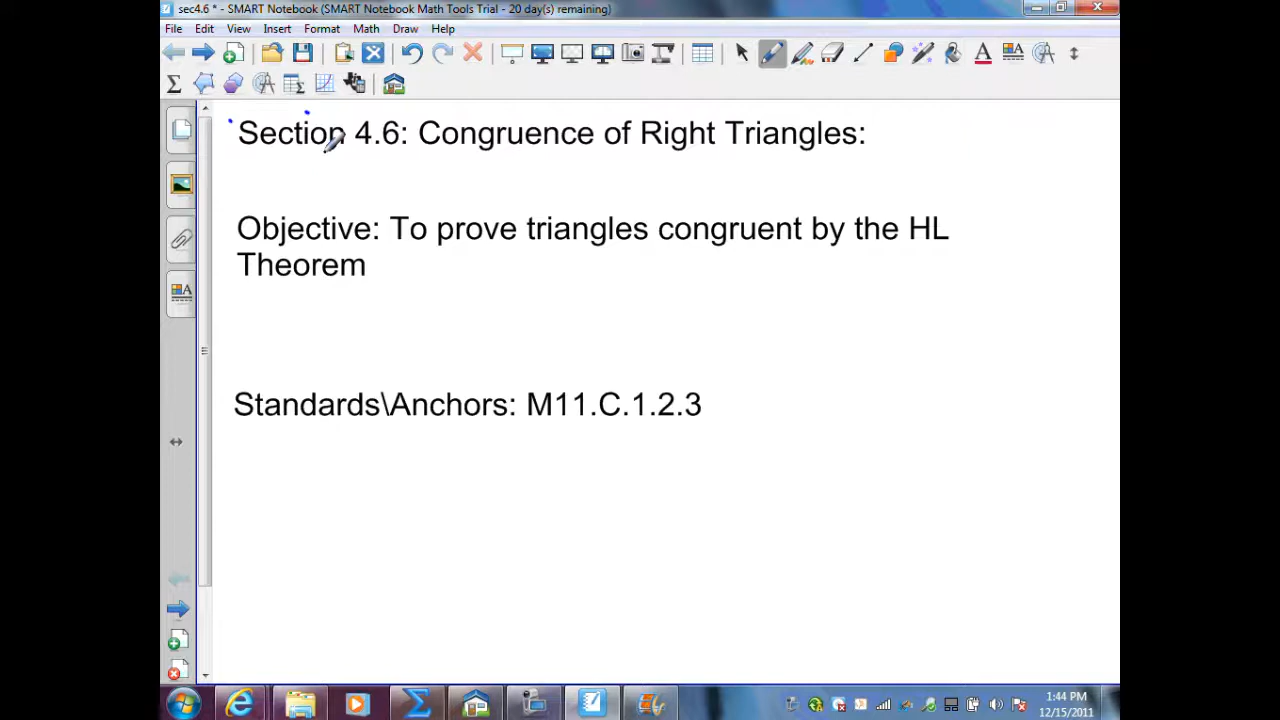 sec4.6 * - SMART Notebook (SMART Notebook Math Tools Trial - 20 day(s) remaining)
File Edit View Insert Format Math Draw Help
Section 4.6: Congruence of Right Triangles:
Objective: To prove triangles congruent by the HL
Theorem
Standards\Anchors: M11.C.1.2.3
1:44 PM
12/15/2011